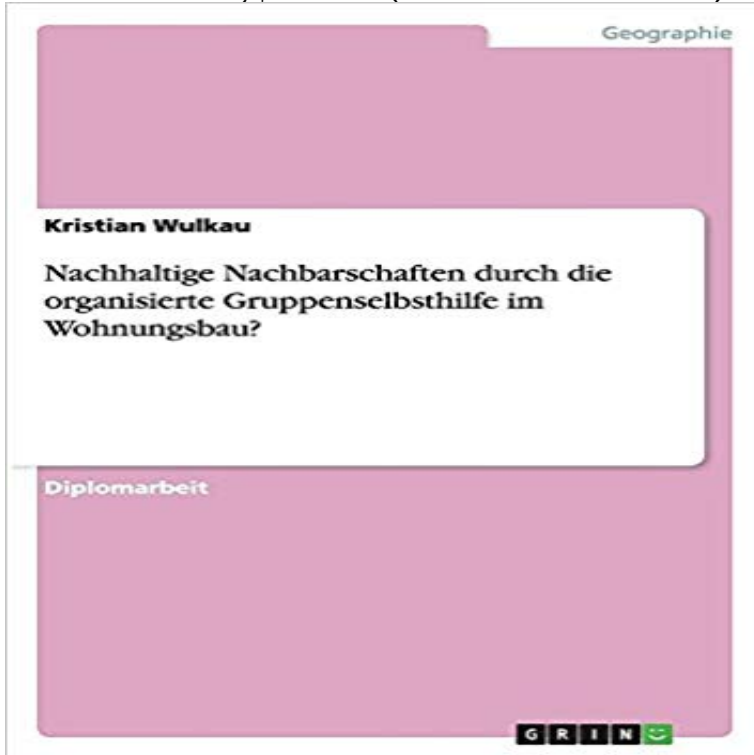 Geographie
Kristian Wulkau
Nachhaltige Nachbarschaften durch die
organisierte Gruppenselbsthilfe im
Wohnungsbau?
Diplomarbeit
GRIN